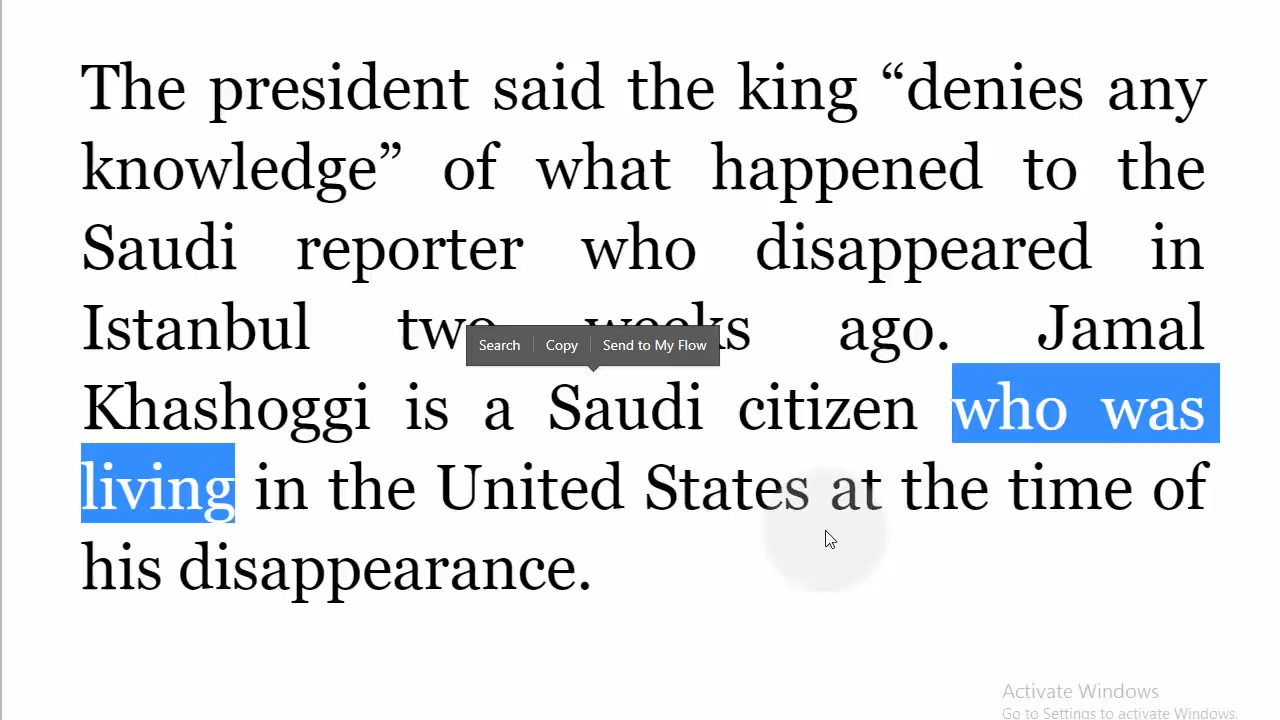 The president said the king “denies any
knowledge” of what happened to the
Saudi reporter who disappeared in
Istanbul two weeks ago. Jamal
Search Copy Send to My Flow
Khashoggi is a Saudi citizen who was
living in the United States at the time of
his disappearance.
Activate Windows
Go to Settings to activate Windows.